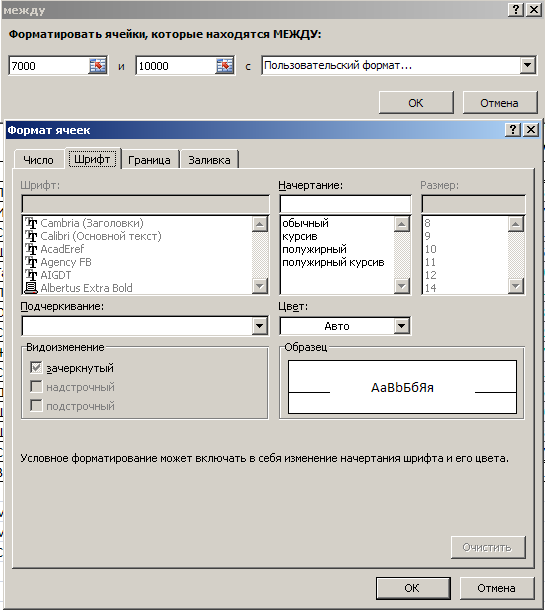 между
Форматировать ячейки, которые находятся МЕЖДУ:
7000 и 10000 с Пользовательский формат...
ОК Отмена
Формат ячеек
Число Шрифт Граница Заливка
Шрифт: Начертание: Размер:
Cambria (Заголовки) обычный 8
Calibri (Основной текст) курсив 9
AcadEref полужирный 10
Agency FB полужирный курсив 11
AIGDT 12
Albertus Extra Bold 14
Подчеркивание: Цвет:
Авто
Видоизменение Образец
зачеркнутый
надстрочный
подстрочный
АаВbБбЯя
Условное форматирование может включать в себя изменение начертания шрифта и его цвета.
Очистить
ОК Отмена